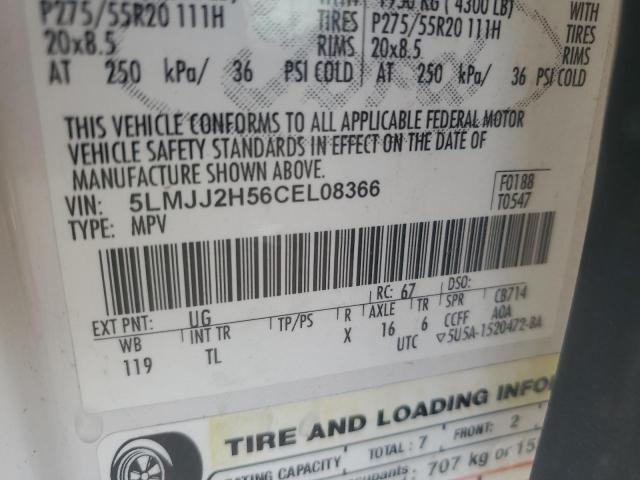 P275/55R20 111H TIRES P275/55R20 111H WITH TIRES
20x8.5 RIMS 20x8.5 RIMS
AT 250 kPa/ 36 PSI COLD AT 250 kPa/ 36 PSI COLD
THIS VEHICLE CONFORMS TO ALL APPLICABLE FEDERAL MOTOR
VEHICLE SAFETY STANDARDS IN EFFECT ON THE DATE OF
MANUFACTURE SHOWN ABOVE.
VIN: 5LMJJ2H56CEL08366 F0188
TYPE: MPV T0547
EXT PNT: UG RC: 67 DSO:
WB INT TR TP/PS R AXLE TR SPR CB714
119 TL X 16 6 CCFF AOA
UTC ▽5U5A-1520472-BA
TIRE AND LOADING
CAPACITY TOTAL: 7 FRONT: 2
707 kg or